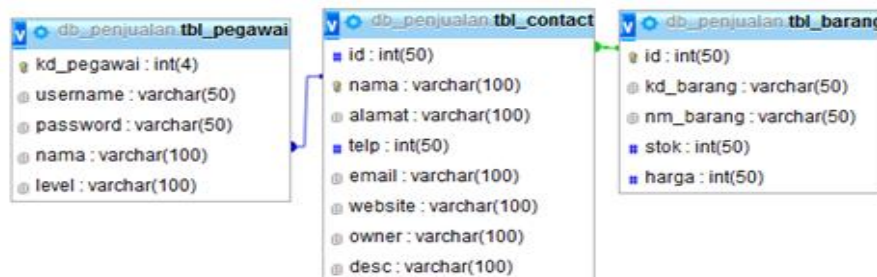 db_penjualan.tbl_pegawai
kd_pegawai : int(4)
username : varchar(50)
password : varchar(50)
nama : varchar(100)
level : varchar(100)
db_penjualan.tbl_contact
id : int(50)
nama : varchar(100)
alamat : varchar(100)
telp : int(50)
email : varchar(100)
website : varchar(100)
owner : varchar(100)
desc : varchar(100)
db_penjualan.tbl_barang
id : int(50)
kd_barang : varchar(50)
nm_barang : varchar(50)
stok : int(50)
harga : int(50)